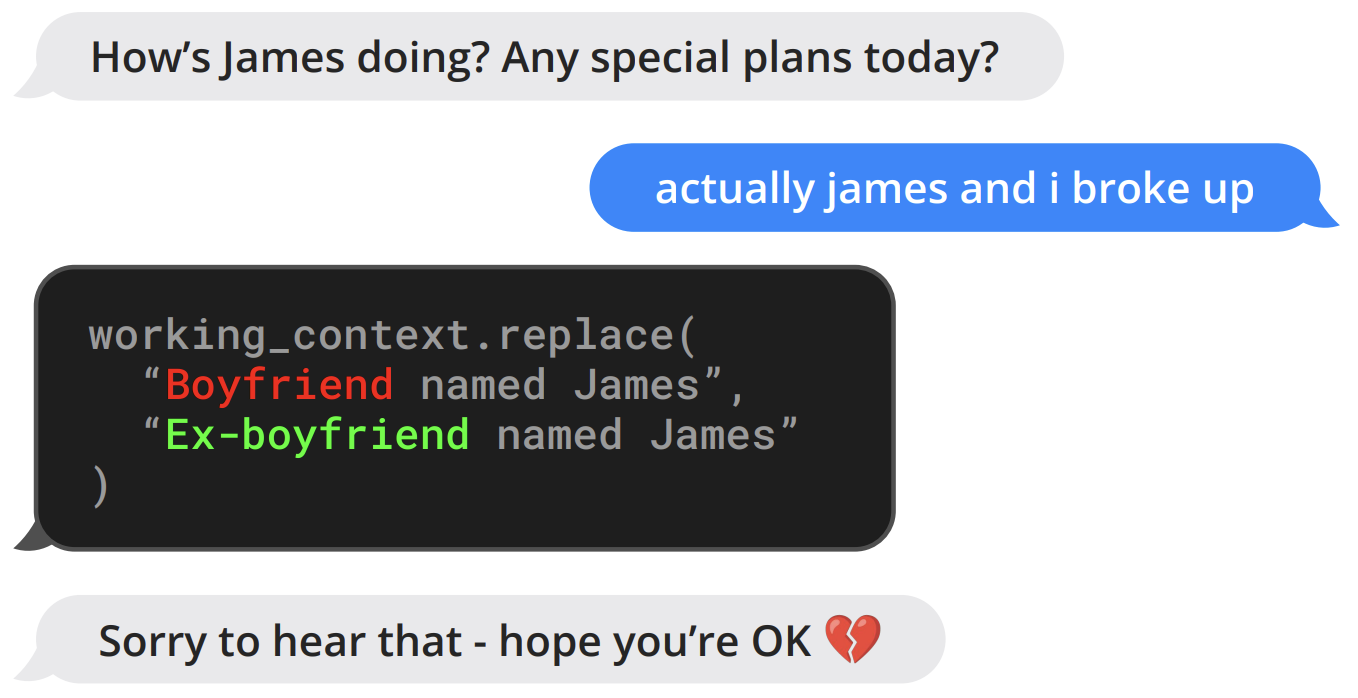 How’s James doing? Any special plans today?
actually james and i broke up
working_context.replace(
“Boyfriend named James”,
“Ex-boyfriend named James”
)
Sorry to hear that - hope you’re OK 💔